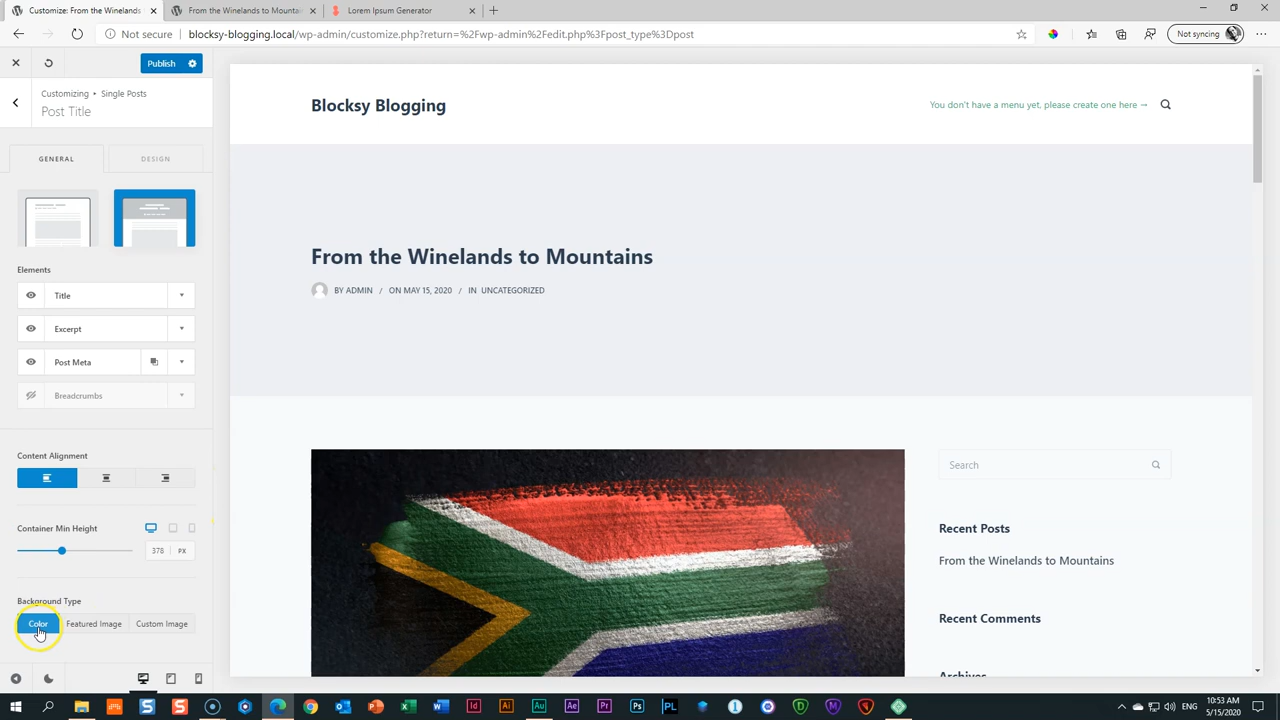 Customize: From the Winelands
From the Winelands to Mounta
Lorem Ipsum Generator
Not secure
blocksy-blogging.local/wp-admin/customize.php?return=%2Fwp-admin%2Fedit.php%3Fpost_type%3Dpost
Not syncing
Publish
Customizing • Single Posts
Post Title
GENERAL
DESIGN
Elements
Title
Excerpt
Post Meta
Breadcrumbs
Content Alignment
Container Min Height
378 PX
Background Type
Color
Featured Image
Custom Image
Blocksy Blogging
You don't have a menu yet, please create one here →
From the Winelands to Mountains
BY ADMIN / ON MAY 15, 2020 / IN UNCATEGORIZED
Search
Recent Posts
From the Winelands to Mountains
Recent Comments
Archives
ENG
10:53 AM
5/15/2020